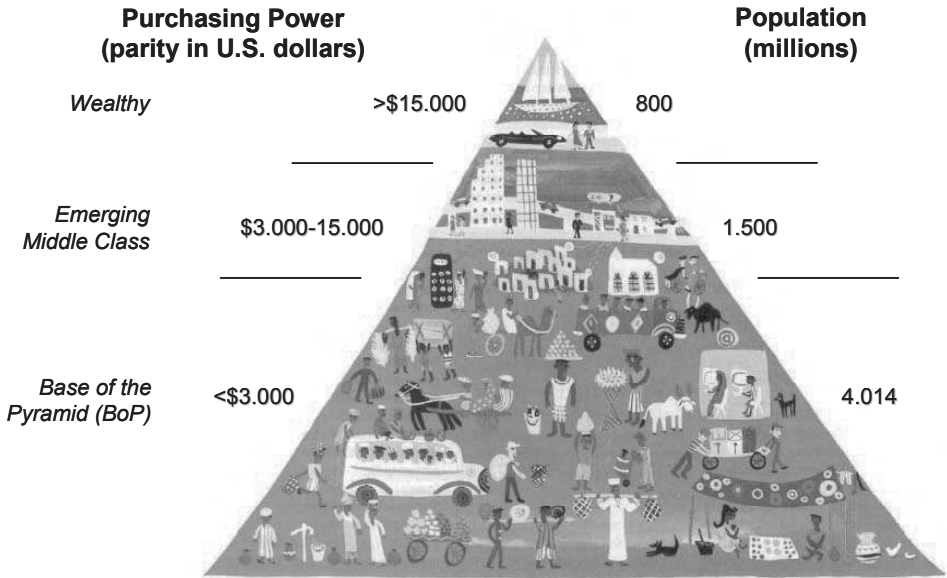 Purchasing Power
(parity in U.S. dollars)
Population
(millions)
Wealthy
>$15.000
800
Emerging
Middle Class
$3.000-15.000
1.500
Base of the
Pyramid (BoP)
<$3.000
4.014